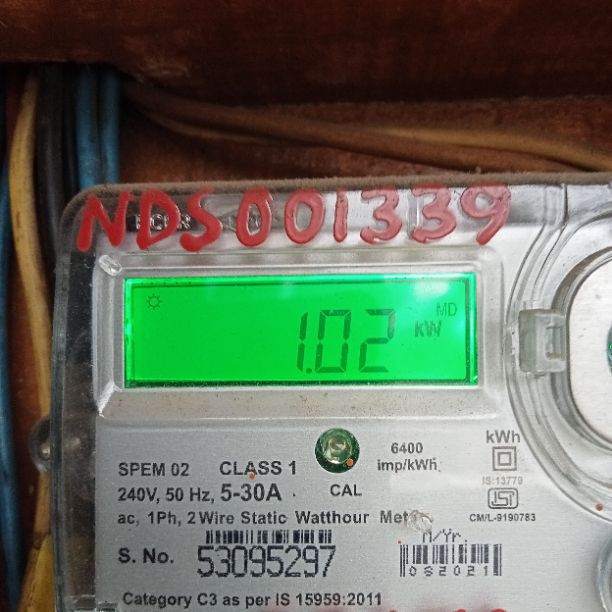 NDS001339
MD
1.02 kW
6400
imp/kWh
kWh
SPEM 02 CLASS 1
240V, 50 Hz, 5-30A CAL
IS:13779
ac, 1Ph, 2 Wire Static Watthour Meter
CM/L-9190783
M/Yr.
S. No. 53095297
082021
Category C3 as per IS 15959:2011